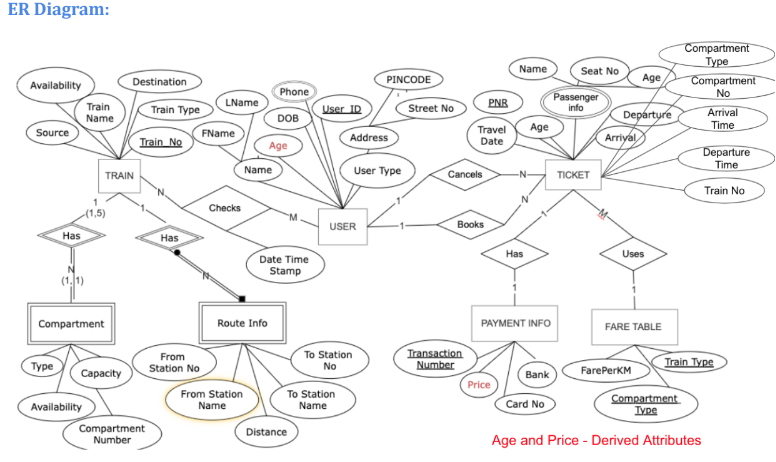 ER Diagram:
Availability
Destination
Train
Name
Train Type
Source
Train_No
TRAIN
LName
FName
Name
Age
DOB
Phone
User_ID
PINCODE
Street No
Address
User Type
USER
Name
Seat No
Age
Passenger
info
PNR
Travel
Date
Age
Departure
Arrival
Compartment
Type
Compartment
No
Arrival
Time
Departure
Time
Train No
TICKET
Cancels
1
N
Books
1
N
Checks
N
M
Date Time
Stamp
1
(1,5)
Has
N
(1, 1)
1
Has
N
Compartment
Type
Capacity
Availability
Compartment
Number
Route Info
From
Station No
From Station
Name
Distance
To Station
Name
To Station
No
1
Has
1
M
Uses
1
PAYMENT INFO
Transaction
Number
Price
Card No
Bank
FARE TABLE
FarePerKM
Train Type
Compartment
Type
Age and Price - Derived Attributes